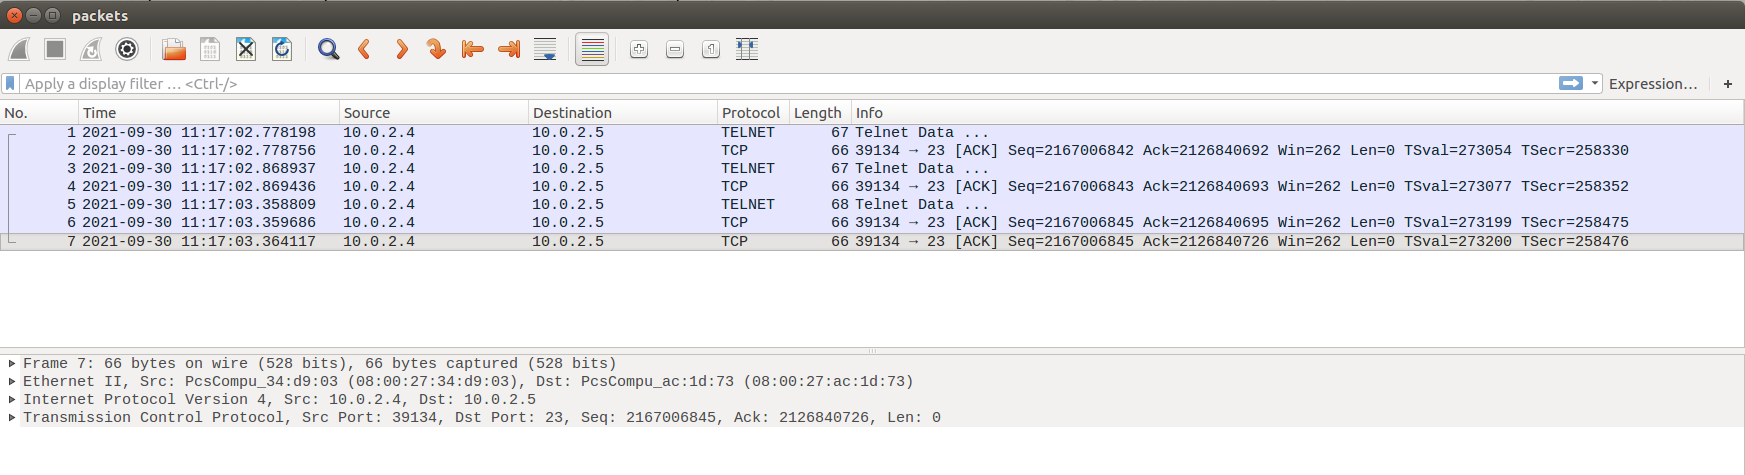 packets
Apply a display filter … <Ctrl-/>
Expression…
+
No. Time Source Destination Protocol Length Info
1 2021-09-30 11:17:02.778198 10.0.2.4 10.0.2.5 TELNET 67 Telnet Data ...
2 2021-09-30 11:17:02.778756 10.0.2.4 10.0.2.5 TCP 66 39134 → 23 [ACK] Seq=2167006842 Ack=2126840692 Win=262 Len=0 TSval=273054 TSecr=258330
3 2021-09-30 11:17:02.868937 10.0.2.4 10.0.2.5 TELNET 67 Telnet Data ...
4 2021-09-30 11:17:02.869436 10.0.2.4 10.0.2.5 TCP 66 39134 → 23 [ACK] Seq=2167006843 Ack=2126840693 Win=262 Len=0 TSval=273077 TSecr=258352
5 2021-09-30 11:17:03.358809 10.0.2.4 10.0.2.5 TELNET 68 Telnet Data ...
6 2021-09-30 11:17:03.359686 10.0.2.4 10.0.2.5 TCP 66 39134 → 23 [ACK] Seq=2167006845 Ack=2126840695 Win=262 Len=0 TSval=273199 TSecr=258475
7 2021-09-30 11:17:03.364117 10.0.2.4 10.0.2.5 TCP 66 39134 → 23 [ACK] Seq=2167006845 Ack=2126840726 Win=262 Len=0 TSval=273200 TSecr=258476
Frame 7: 66 bytes on wire (528 bits), 66 bytes captured (528 bits)
Ethernet II, Src: PcsCompu_34:d9:03 (08:00:27:34:d9:03), Dst: PcsCompu_ac:1d:73 (08:00:27:ac:1d:73)
Internet Protocol Version 4, Src: 10.0.2.4, Dst: 10.0.2.5
Transmission Control Protocol, Src Port: 39134, Dst Port: 23, Seq: 2167006845, Ack: 2126840726, Len: 0